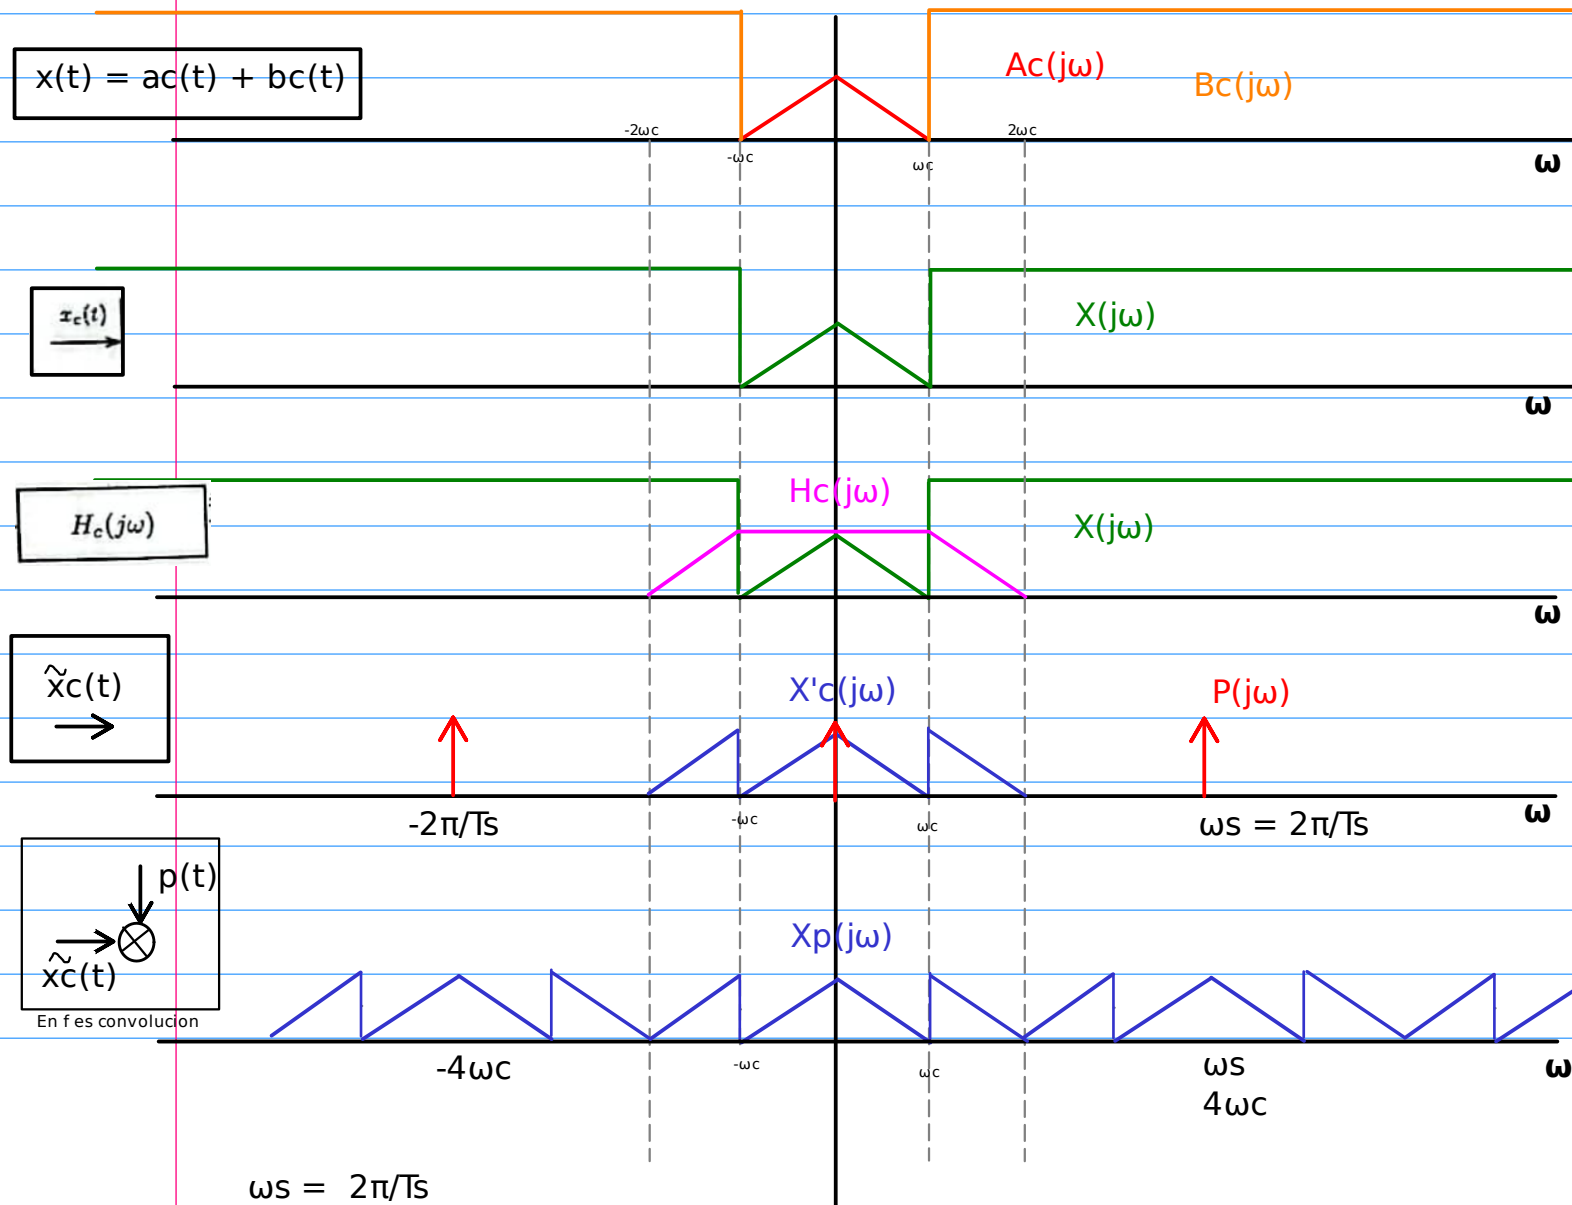 x(t) = ac(t) + bc(t)
Ac(jω)
Bc(jω)
-2ωc
2ωc
-ωc
ωc
ω
xc(t)
X(jω)
ω
Hc(jω)
Hc(jω)
X(jω)
ω
x̃c(t)
X'c(jω)
P(jω)
-2π/Ts
-ωc
ωc
ωs = 2π/Ts
ω
p(t)
x̃c(t)
En f es convolucion
Xp(jω)
-4ωc
-ωc
ωc
ωs
4ωc
ω
ωs = 2π/Ts